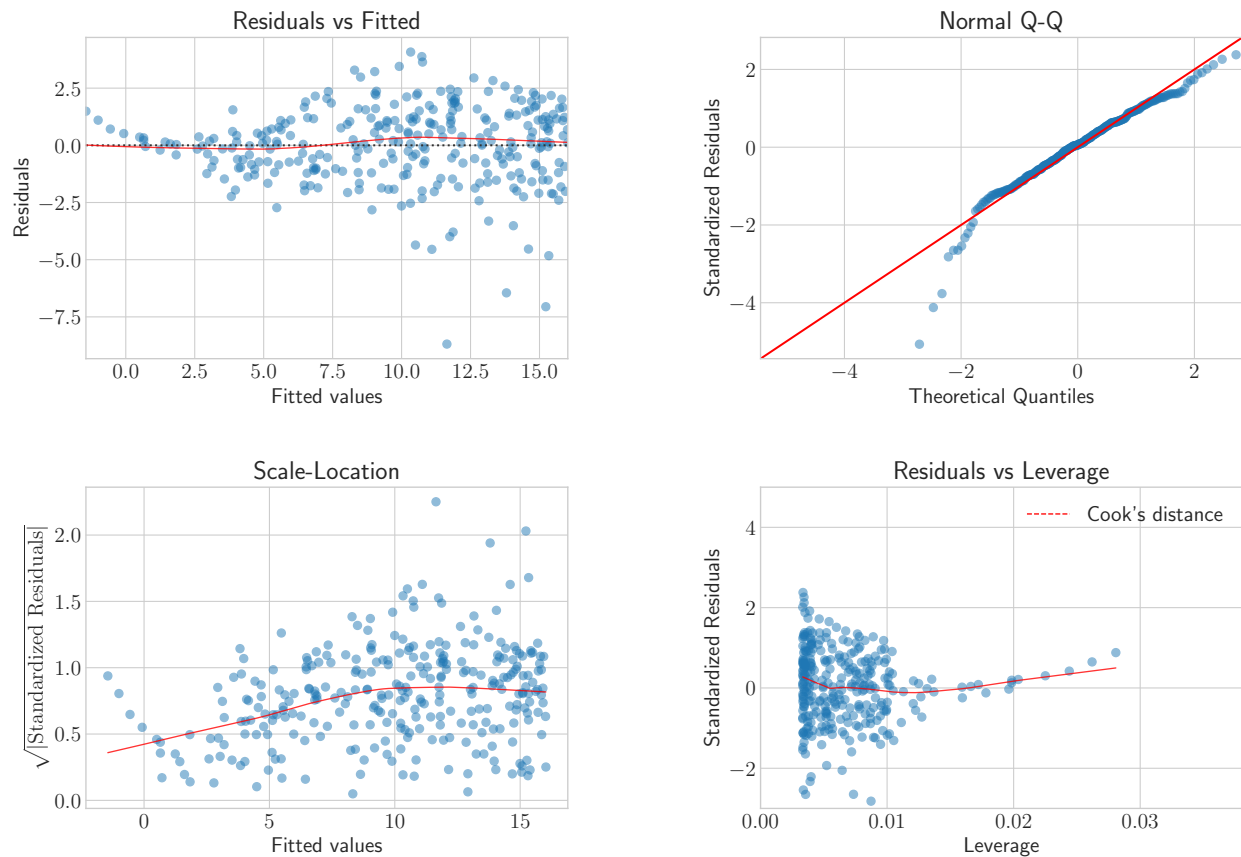 Residuals vs Fitted
2.5
0.0
−2.5
−5.0
−7.5
Residuals
0.0 2.5 5.0 7.5 10.0 12.5 15.0
Fitted values
Normal Q-Q
2
0
−2
−4
Standardized Residuals
−4 −2 0 2
Theoretical Quantiles
Scale-Location
2.0
1.5
1.0
0.5
0.0
√|Standardized Residuals|
0 5 10 15
Fitted values
Residuals vs Leverage
Cook's distance
4
2
0
−2
Standardized Residuals
0.00 0.01 0.02 0.03
Leverage